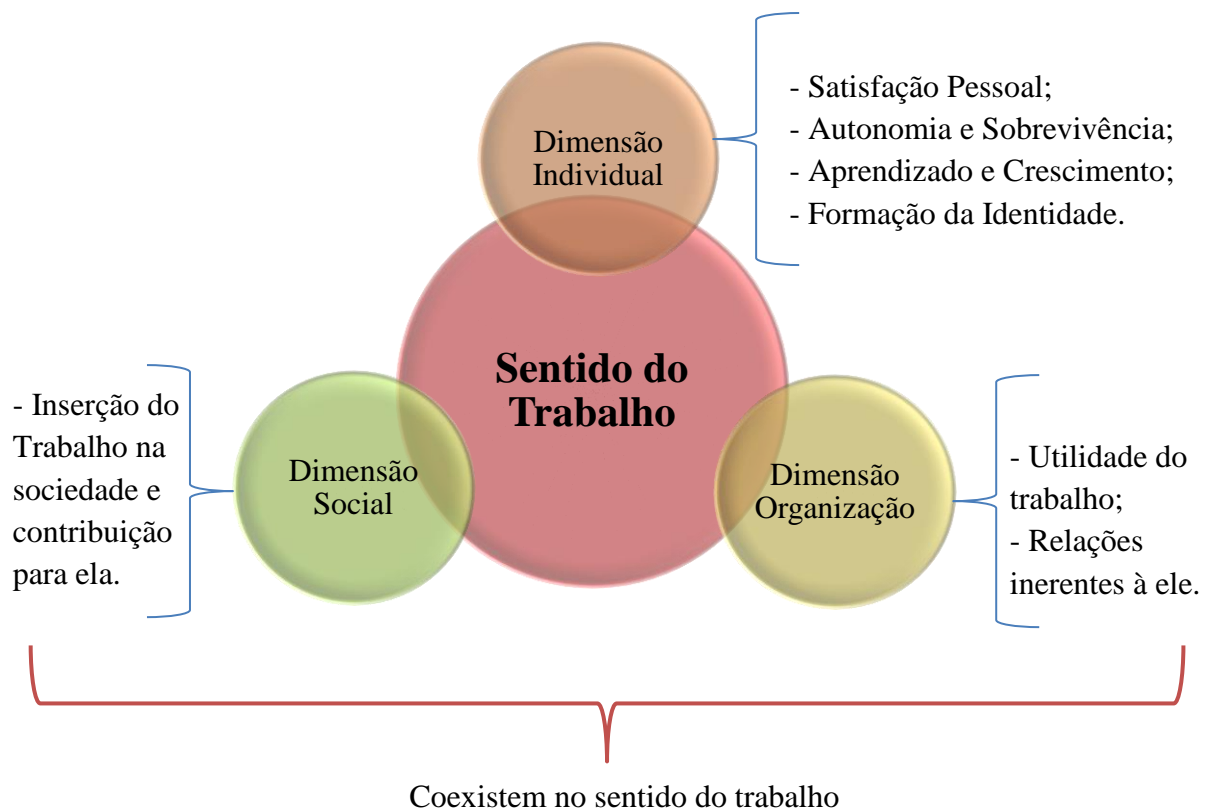 Dimensão
Individual
- Satisfação Pessoal;
- Autonomia e Sobrevivência;
- Aprendizado e Crescimento;
- Formação da Identidade.
Sentido do
Trabalho
- Inserção do
Trabalho na
sociedade e
contribuição
para ela.
Dimensão
Social
Dimensão
Organização
- Utilidade do
trabalho;
- Relações
inerentes à ele.
Coexistem no sentido do trabalho